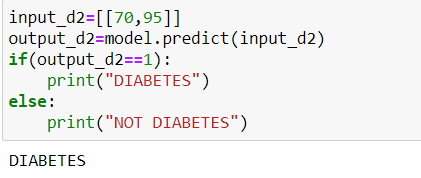 input_d2=[[70,95]]
output_d2=model.predict(input_d2)
if(output_d2==1):
    print("DIABETES")
else:
    print("NOT DIABETES")
DIABETES